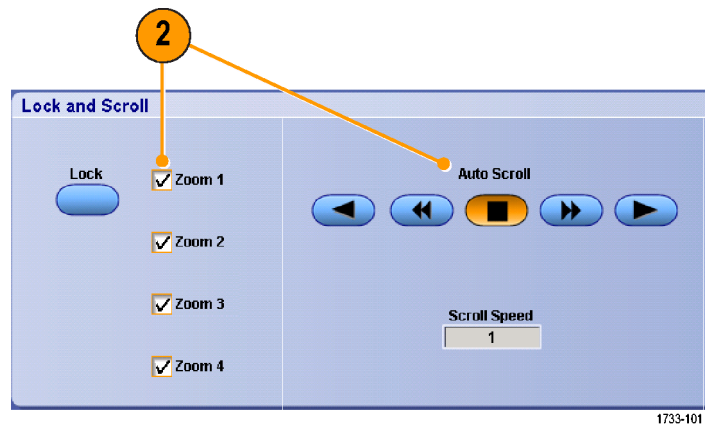 2
Lock and Scroll
Lock
Zoom 1
Zoom 2
Zoom 3
Zoom 4
Auto Scroll
Scroll Speed
1
1733-101